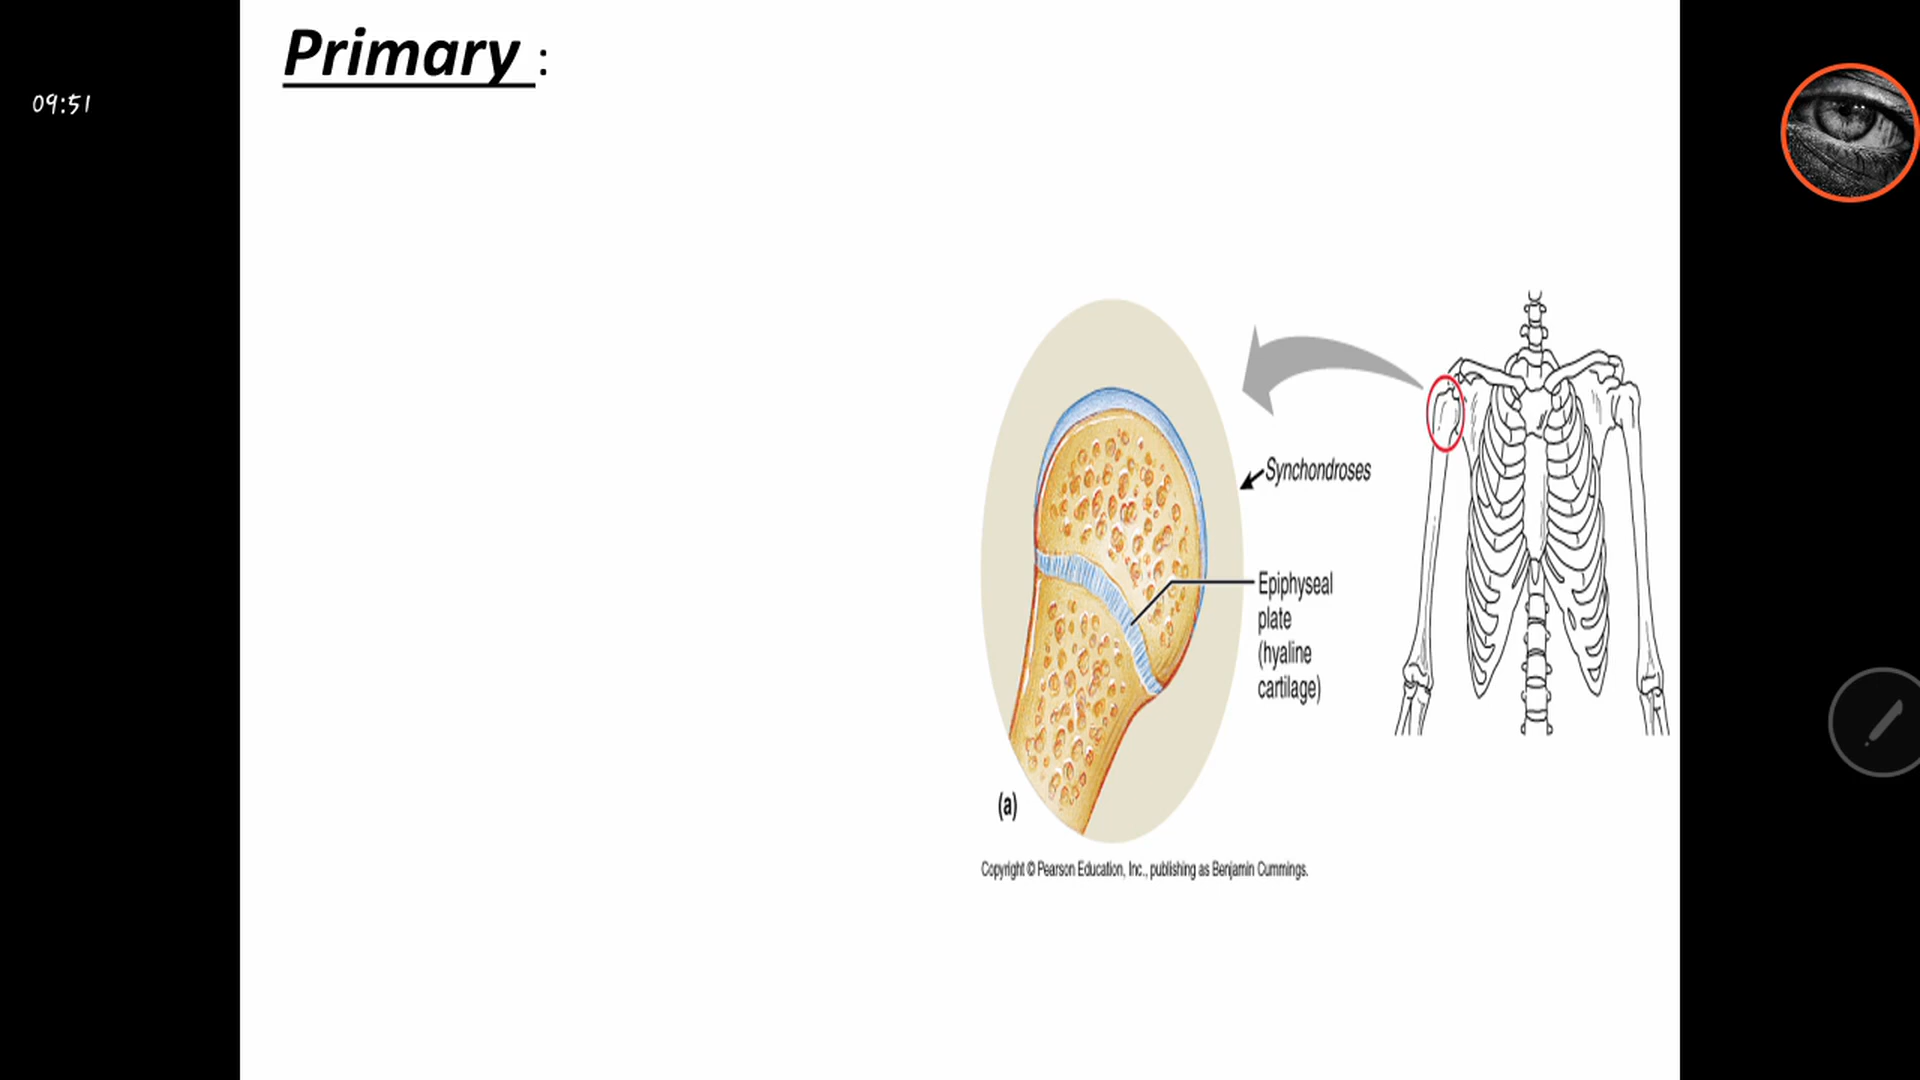 Primary :
09:51
Synchondroses
Epiphyseal
plate
(hyaline
cartilage)
(a)
Copyright © Pearson Education, Inc., publishing as Benjamin Cummings.